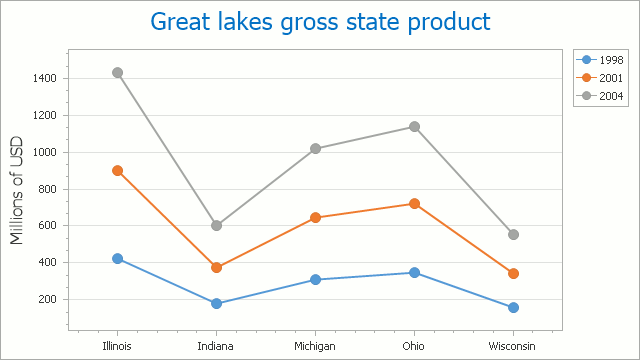 Great lakes gross state product
Millions of USD
1400
1200
1000
800
600
400
200
Illinois
Indiana
Michigan
Ohio
Wisconsin
1998
2001
2004